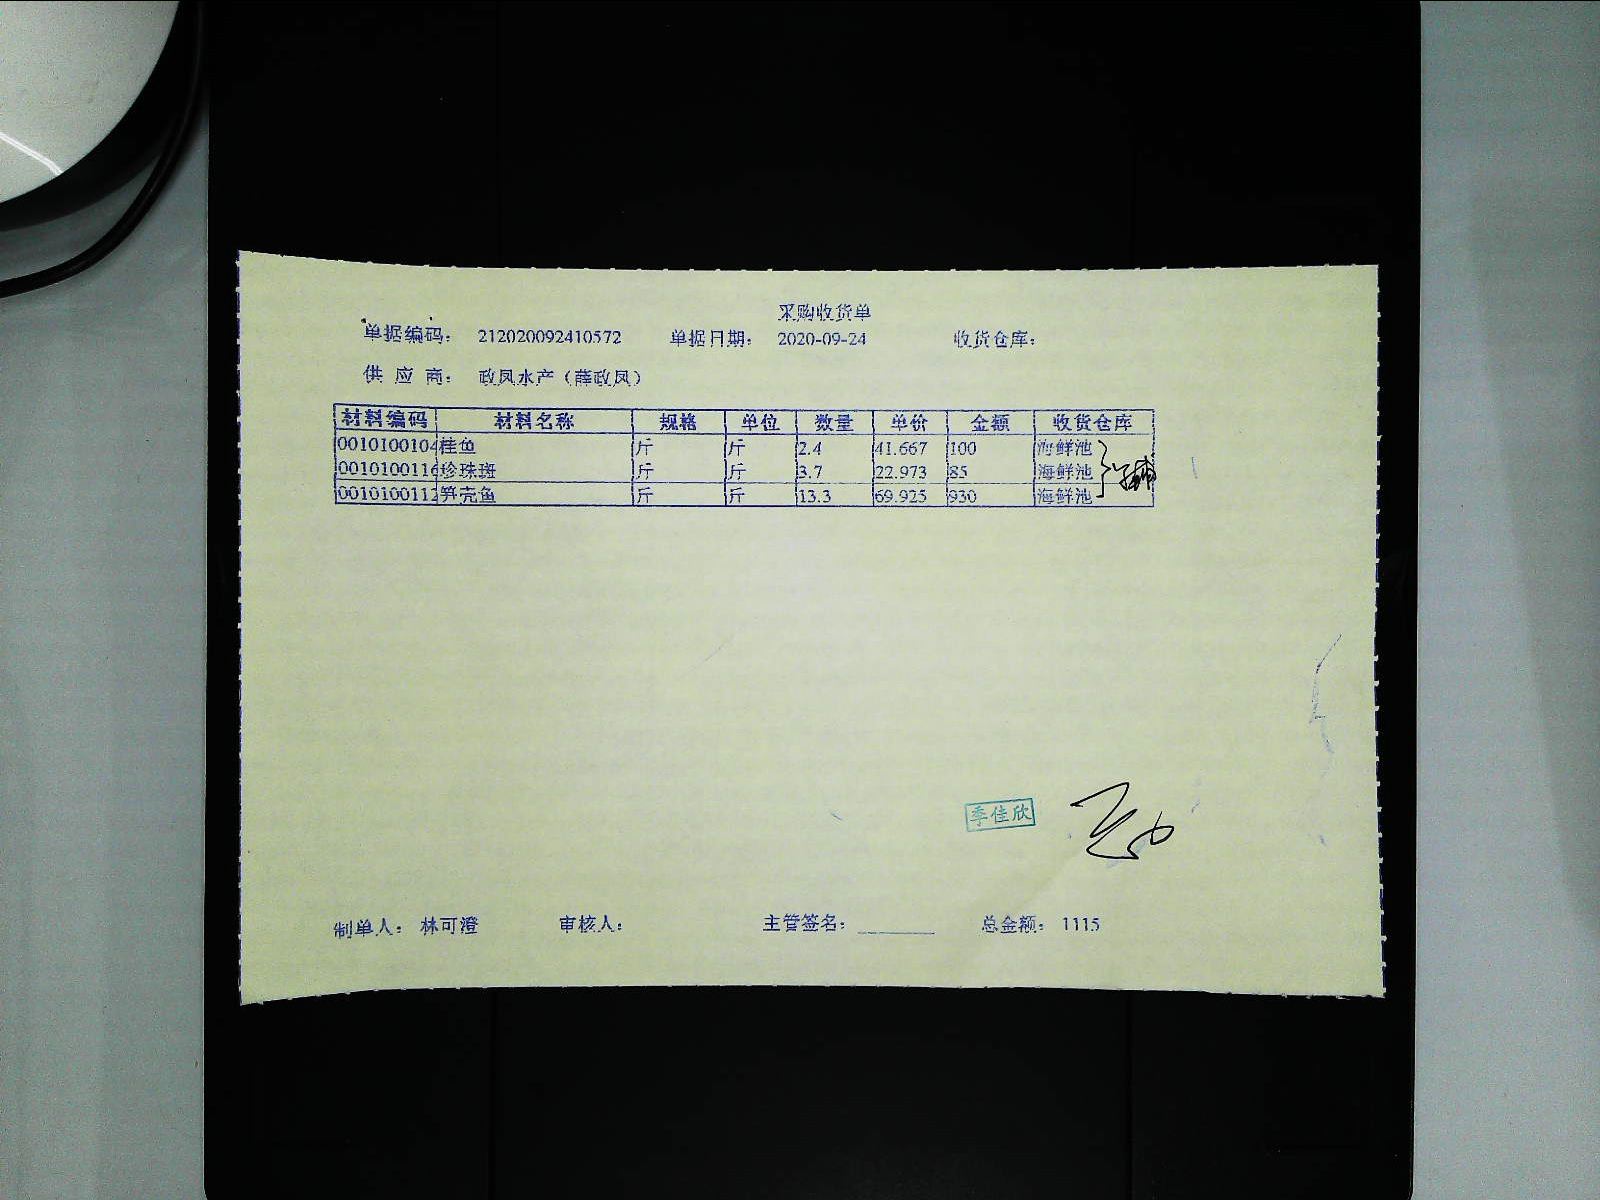 采购收货单
单据编码： 212020092410572 单据日期： 2020-09-24 收货仓库：
供 应 商： 政凤水产（薛政凤）
材料编码 材料名称 规格 单位 数量 单价 金额 收货仓库
0010100104 桂鱼 斤 斤 2.4 41.667 100 海鲜池
0010100116 珍珠斑 斤 斤 3.7 22.973 85 海鲜池
0010100112 笋壳鱼 斤 斤 13.3 69.925 930 海鲜池
季佳欣
制单人： 林可澄 审核人： 主管签名： 总金额： 1115